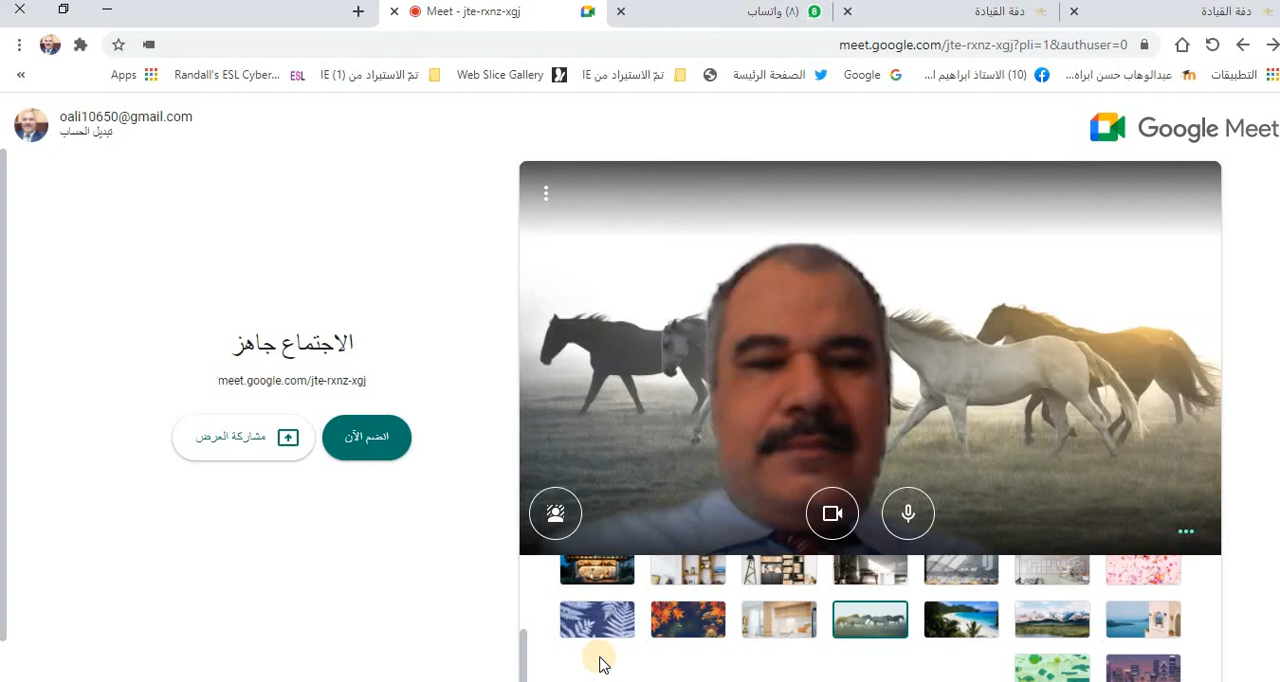 Meet - jte-rxnz-xgj
8
(٨) واتساب
دفة القيادة
دفة القيادة
meet.google.com/jte-rxnz-xgj?pli=1&authuser=0
التطبيقات
عبدالوهاب حسن ابراه...
(10) الاستاذ ابراهيم ا...
Google
الصفحة الرئيسة
تمّ الاستيراد من IE
Web Slice Gallery
تمّ الاستيراد من IE (1)
ESL
Randall's ESL Cyber...
Apps
oali10650@gmail.com
تبديل الحساب
Google Meet
الاجتماع جاهز
meet.google.com/jte-rxnz-xgj
انضم الآن
مشاركة العرض